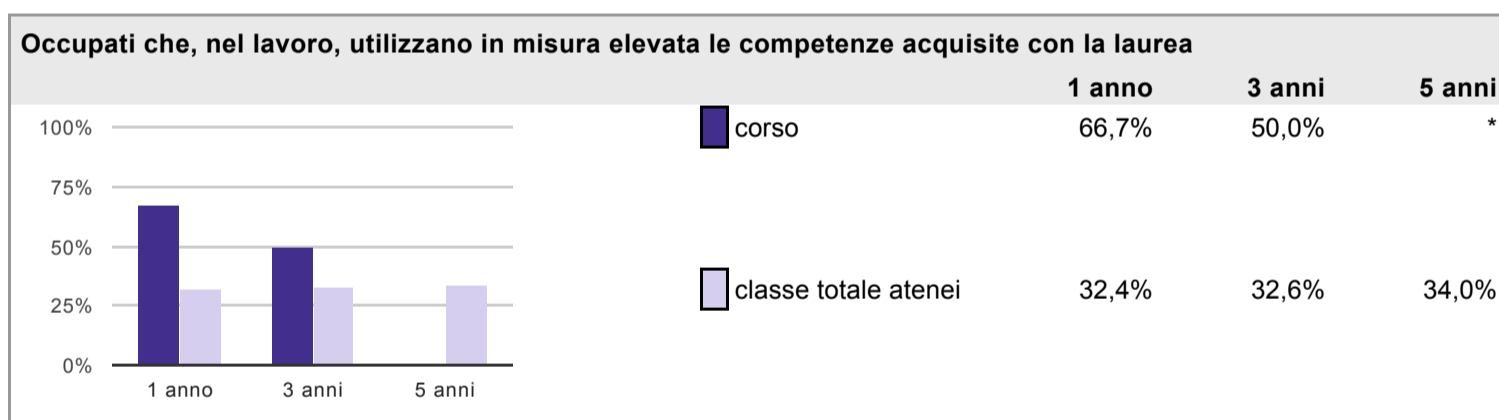 Occupati che, nel lavoro, utilizzano in misura elevata le competenze acquisite con la laurea
1 anno 3 anni 5 anni
100%
75%
50%
25%
0%
1 anno 3 anni 5 anni
corso 66,7% 50,0% *
classe totale atenei 32,4% 32,6% 34,0%